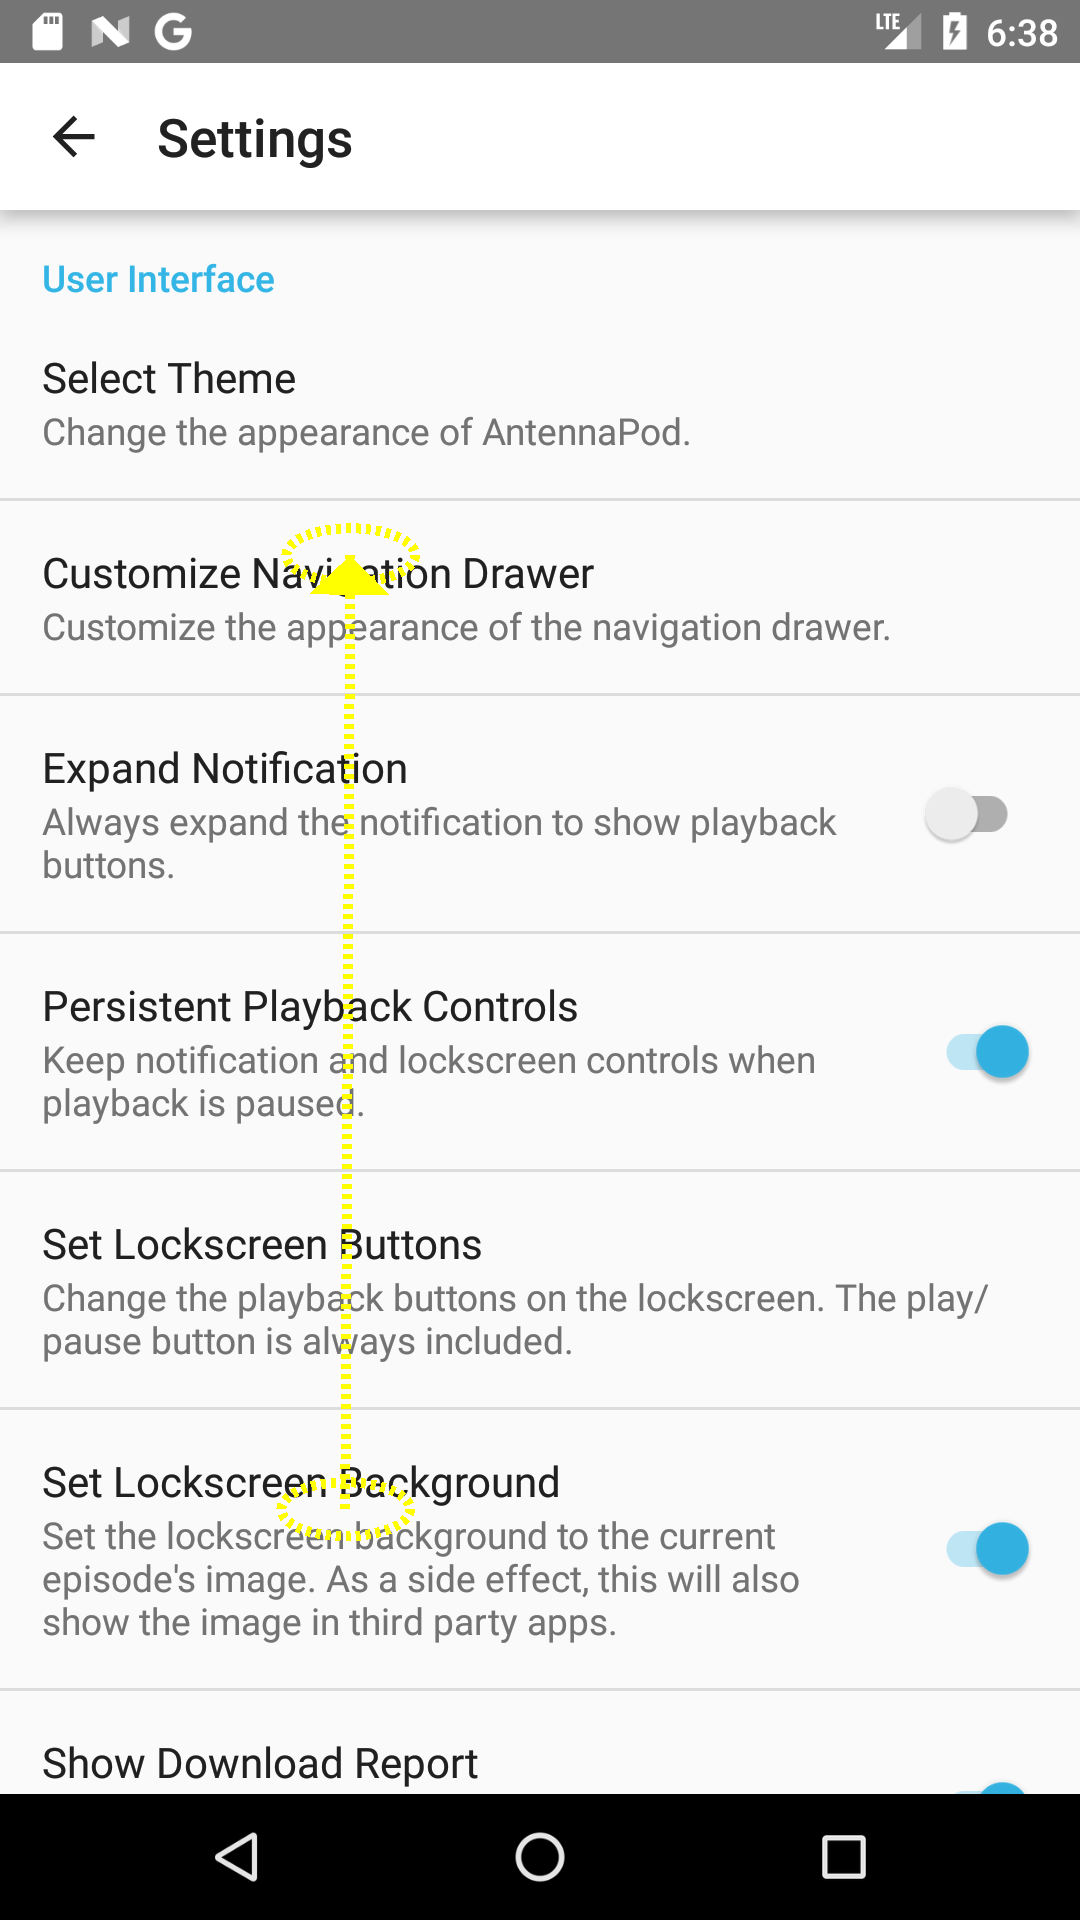 LTE 6:38
Settings
User Interface
Select Theme
Change the appearance of AntennaPod.
Customize Navigation Drawer
Customize the appearance of the navigation drawer.
Expand Notification
Always expand the notification to show playback
buttons.
Persistent Playback Controls
Keep notification and lockscreen controls when
playback is paused.
Set Lockscreen Buttons
Change the playback buttons on the lockscreen. The play/
pause button is always included.
Set Lockscreen Background
Set the lockscreen background to the current
episode's image. As a side effect, this will also
show the image in third party apps.
Show Download Report